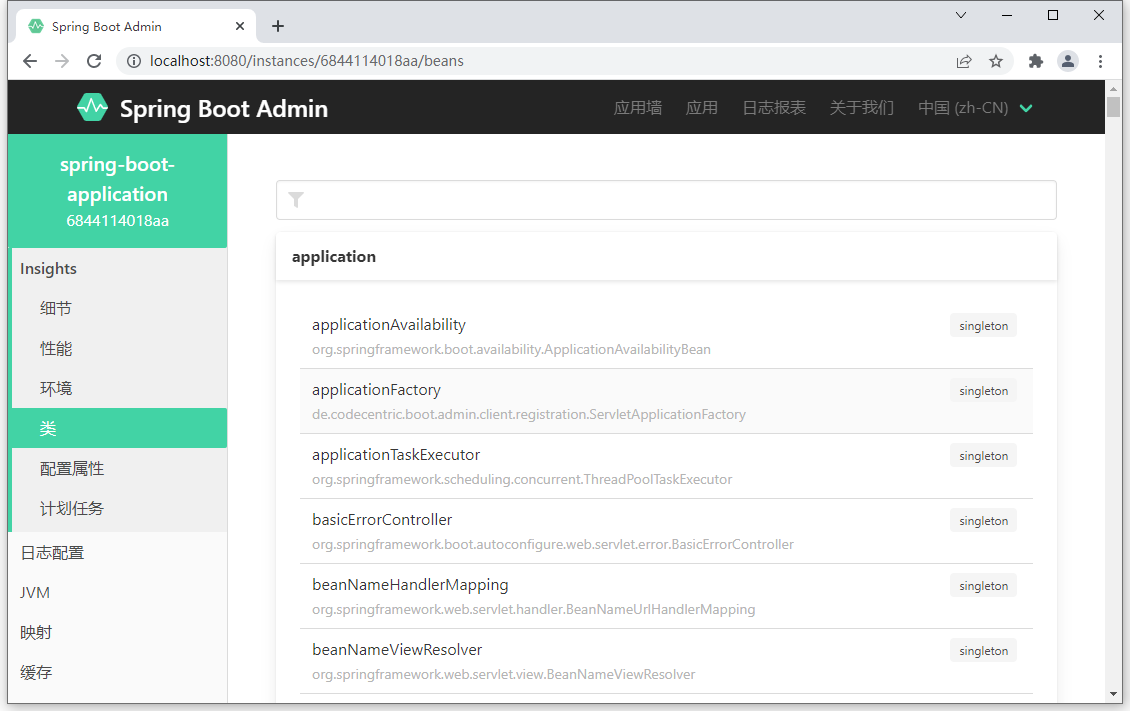 Spring Boot Admin
localhost:8080/instances/6844114018aa/beans
Spring Boot Admin
应用墙 应用 日志报表 关于我们 中国 (zh-CN)
spring-boot-
application
6844114018aa
Insights
细节
性能
环境
类
配置属性
计划任务
日志配置
JVM
映射
缓存
application
applicationAvailability singleton
org.springframework.boot.availability.ApplicationAvailabilityBean
applicationFactory singleton
de.codecentric.boot.admin.client.registration.ServletApplicationFactory
applicationTaskExecutor singleton
org.springframework.scheduling.concurrent.ThreadPoolTaskExecutor
basicErrorController singleton
org.springframework.boot.autoconfigure.web.servlet.error.BasicErrorController
beanNameHandlerMapping singleton
org.springframework.web.servlet.handler.BeanNameUrlHandlerMapping
beanNameViewResolver singleton
org.springframework.web.servlet.view.BeanNameViewResolver